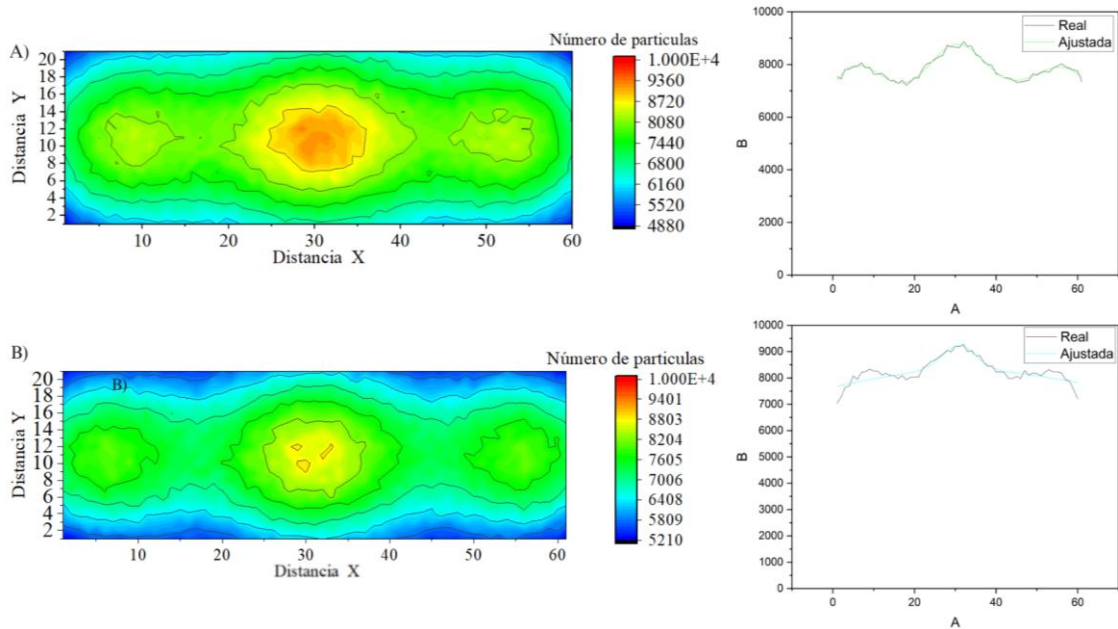 A)
Distancia Y
20
18
16
14
12
10
8
6
4
2
10 20 30 40 50 60
Distancia X
Número de particulas
1.000E+4
9360
8720
8080
7440
6800
6160
5520
4880
10000
8000
6000
4000
2000
0
B
0 20 40 60
A
Real
Ajustada
B)
B)
Distancia Y
20
18
16
14
12
10
8
6
4
2
10 20 30 40 50 60
Distancia X
Número de particulas
1.000E+4
9401
8803
8204
7605
7006
6408
5809
5210
10000
9000
8000
7000
6000
5000
4000
3000
2000
1000
0
B
0 20 40 60
A
Real
Ajustada